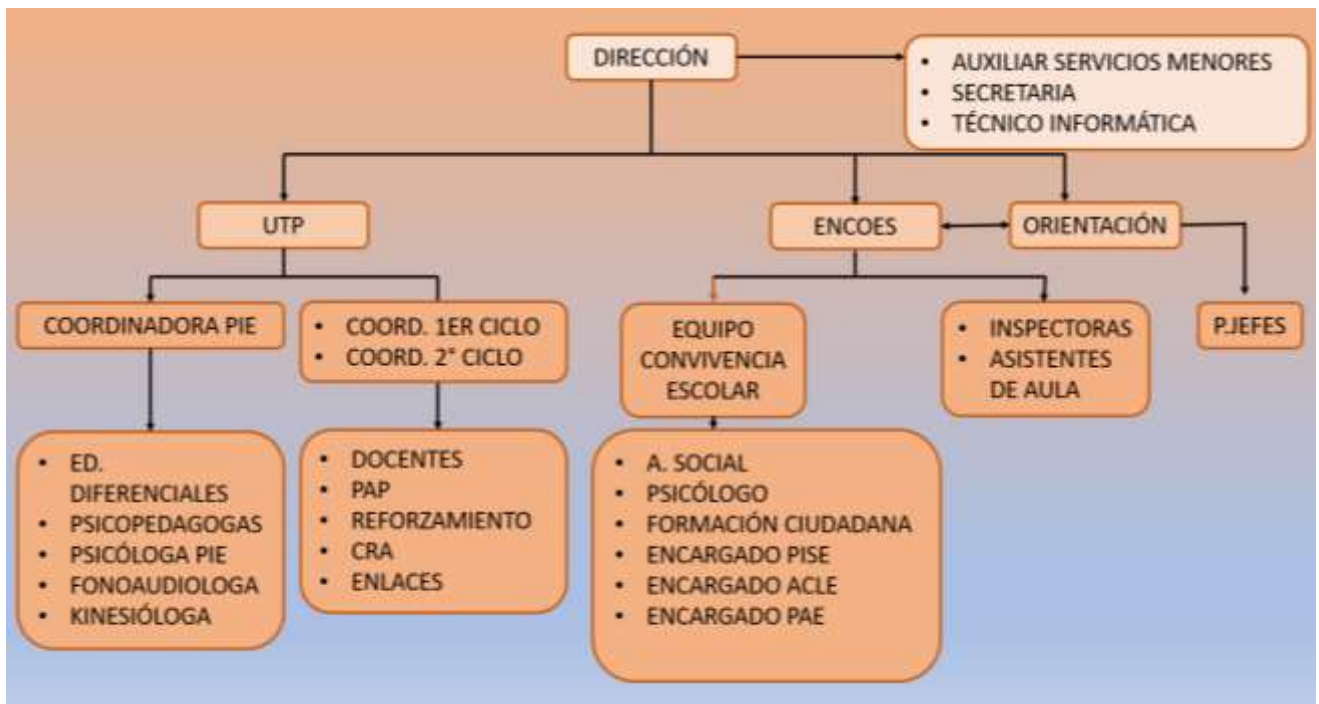 DIRECCIÓN
• AUXILIAR SERVICIOS MENORES
• SECRETARIA
• TÉCNICO INFORMÁTICA
UTP
ENCOES
ORIENTACIÓN
COORDINADORA PIE
• COORD. 1ER CICLO
• COORD. 2° CICLO
EQUIPO
CONVIVENCIA
ESCOLAR
• INSPECTORAS
• ASISTENTES
DE AULA
P.JEFES
• ED.
DIFERENCIALES
• PSICOPEDAGOGAS
• PSICÓLOGA PIE
• FONOAUDIOLOGA
• KINESIÓLOGA
• DOCENTES
• PAP
• REFORZAMIENTO
• CRA
• ENLACES
• A. SOCIAL
• PSICÓLOGO
• FORMACIÓN CIUDADANA
• ENCARGADO PISE
• ENCARGADO ACLE
• ENCARGADO PAE